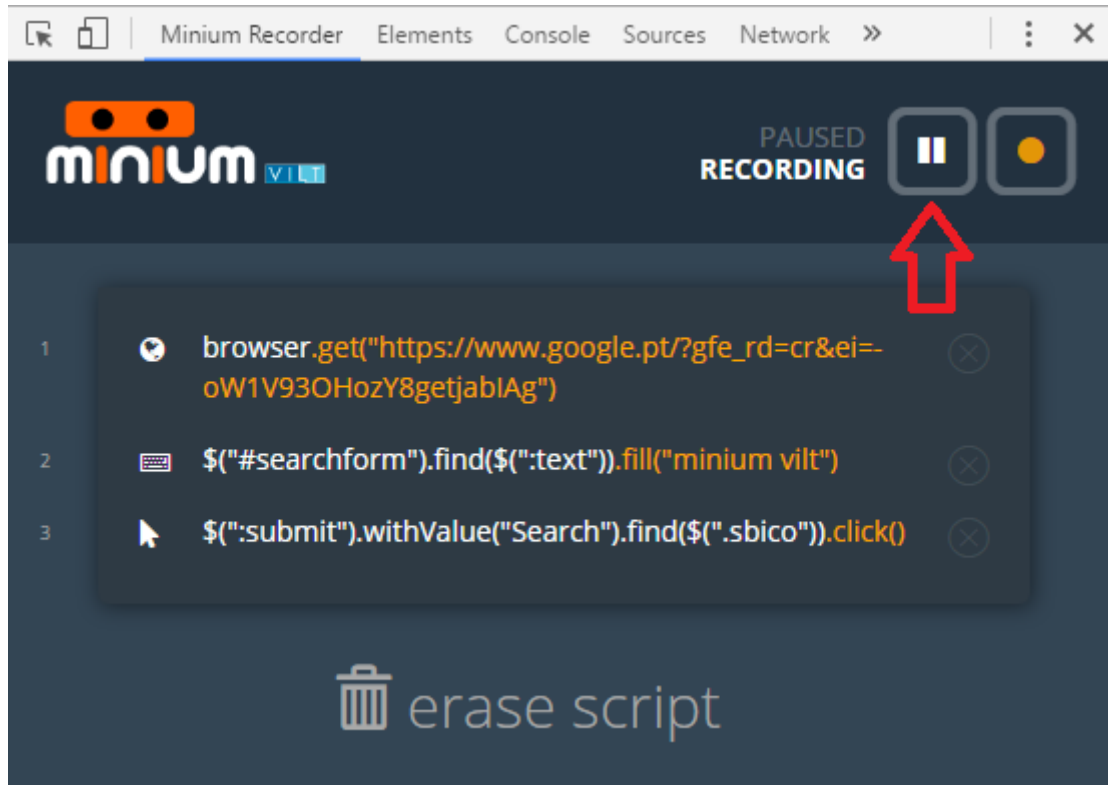 Minium Recorder Elements Console Sources Network »
minium VILT
PAUSED
RECORDING
1 browser.get("https://www.google.pt/?gfe_rd=cr&ei=-
oW1V93OHozY8getjabIAg")
2 $("#searchform").find($(":text")).fill("minium vilt")
3 $(":submit").withValue("Search").find($(".sbico")).click()
erase script